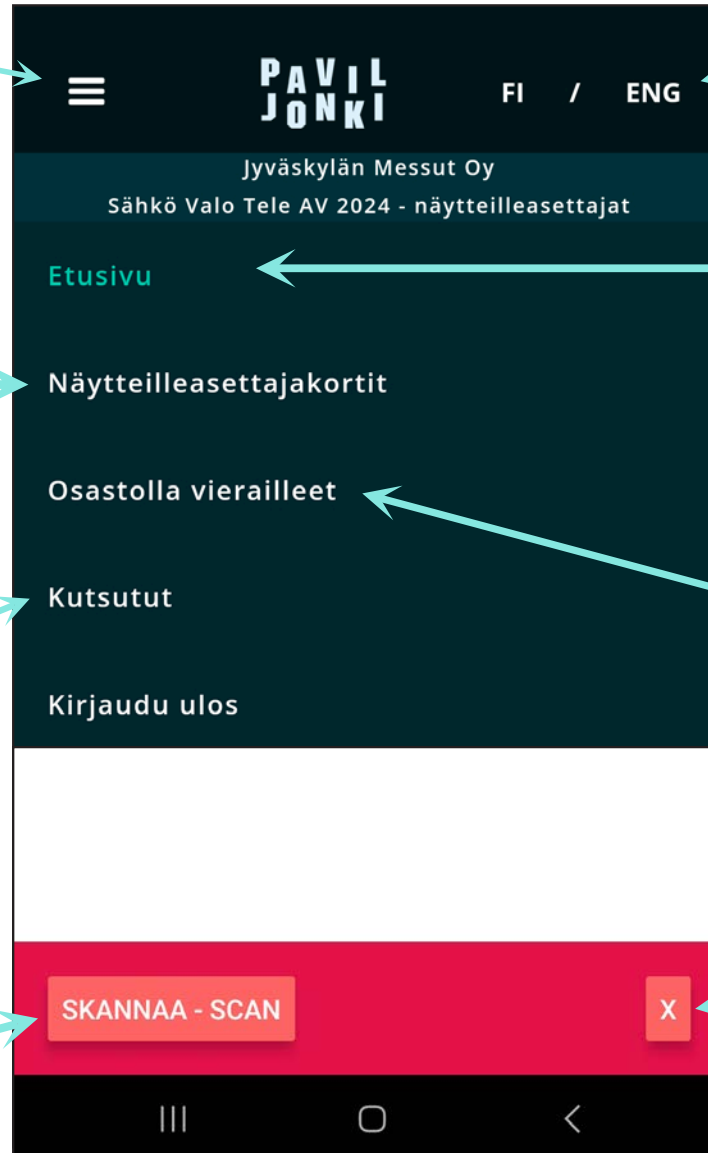 PAVIL
JONKI
FI / ENG
Jyväskylän Messut Oy
Sähkö Valo Tele AV 2024 - näytteilleasettajat
Etusivu
Näytteilleasettajakortit
Osastolla vierailleet
Kutsutut
Kirjaudu ulos
SKANNAA - SCAN
X